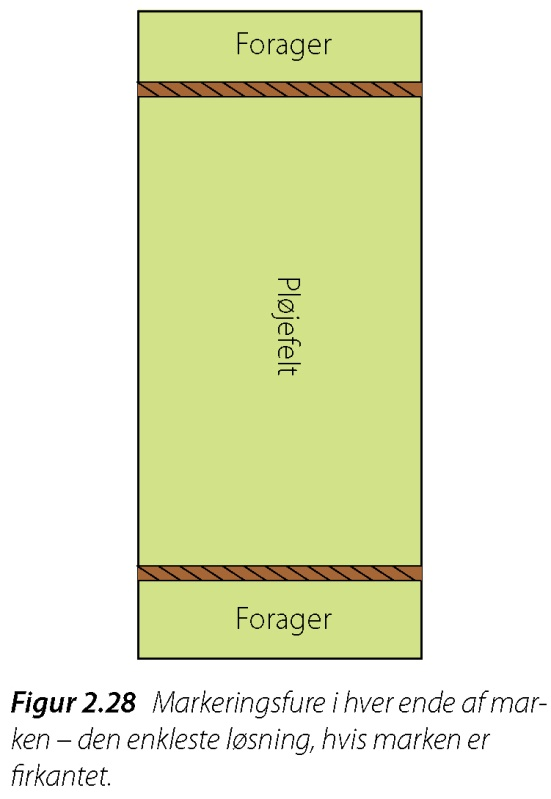 Forager
Pløjefelt
Forager
Figur 2.28 Markeringsfure i hver ende af mar-
ken – den enkleste løsning, hvis marken er
firkantet.